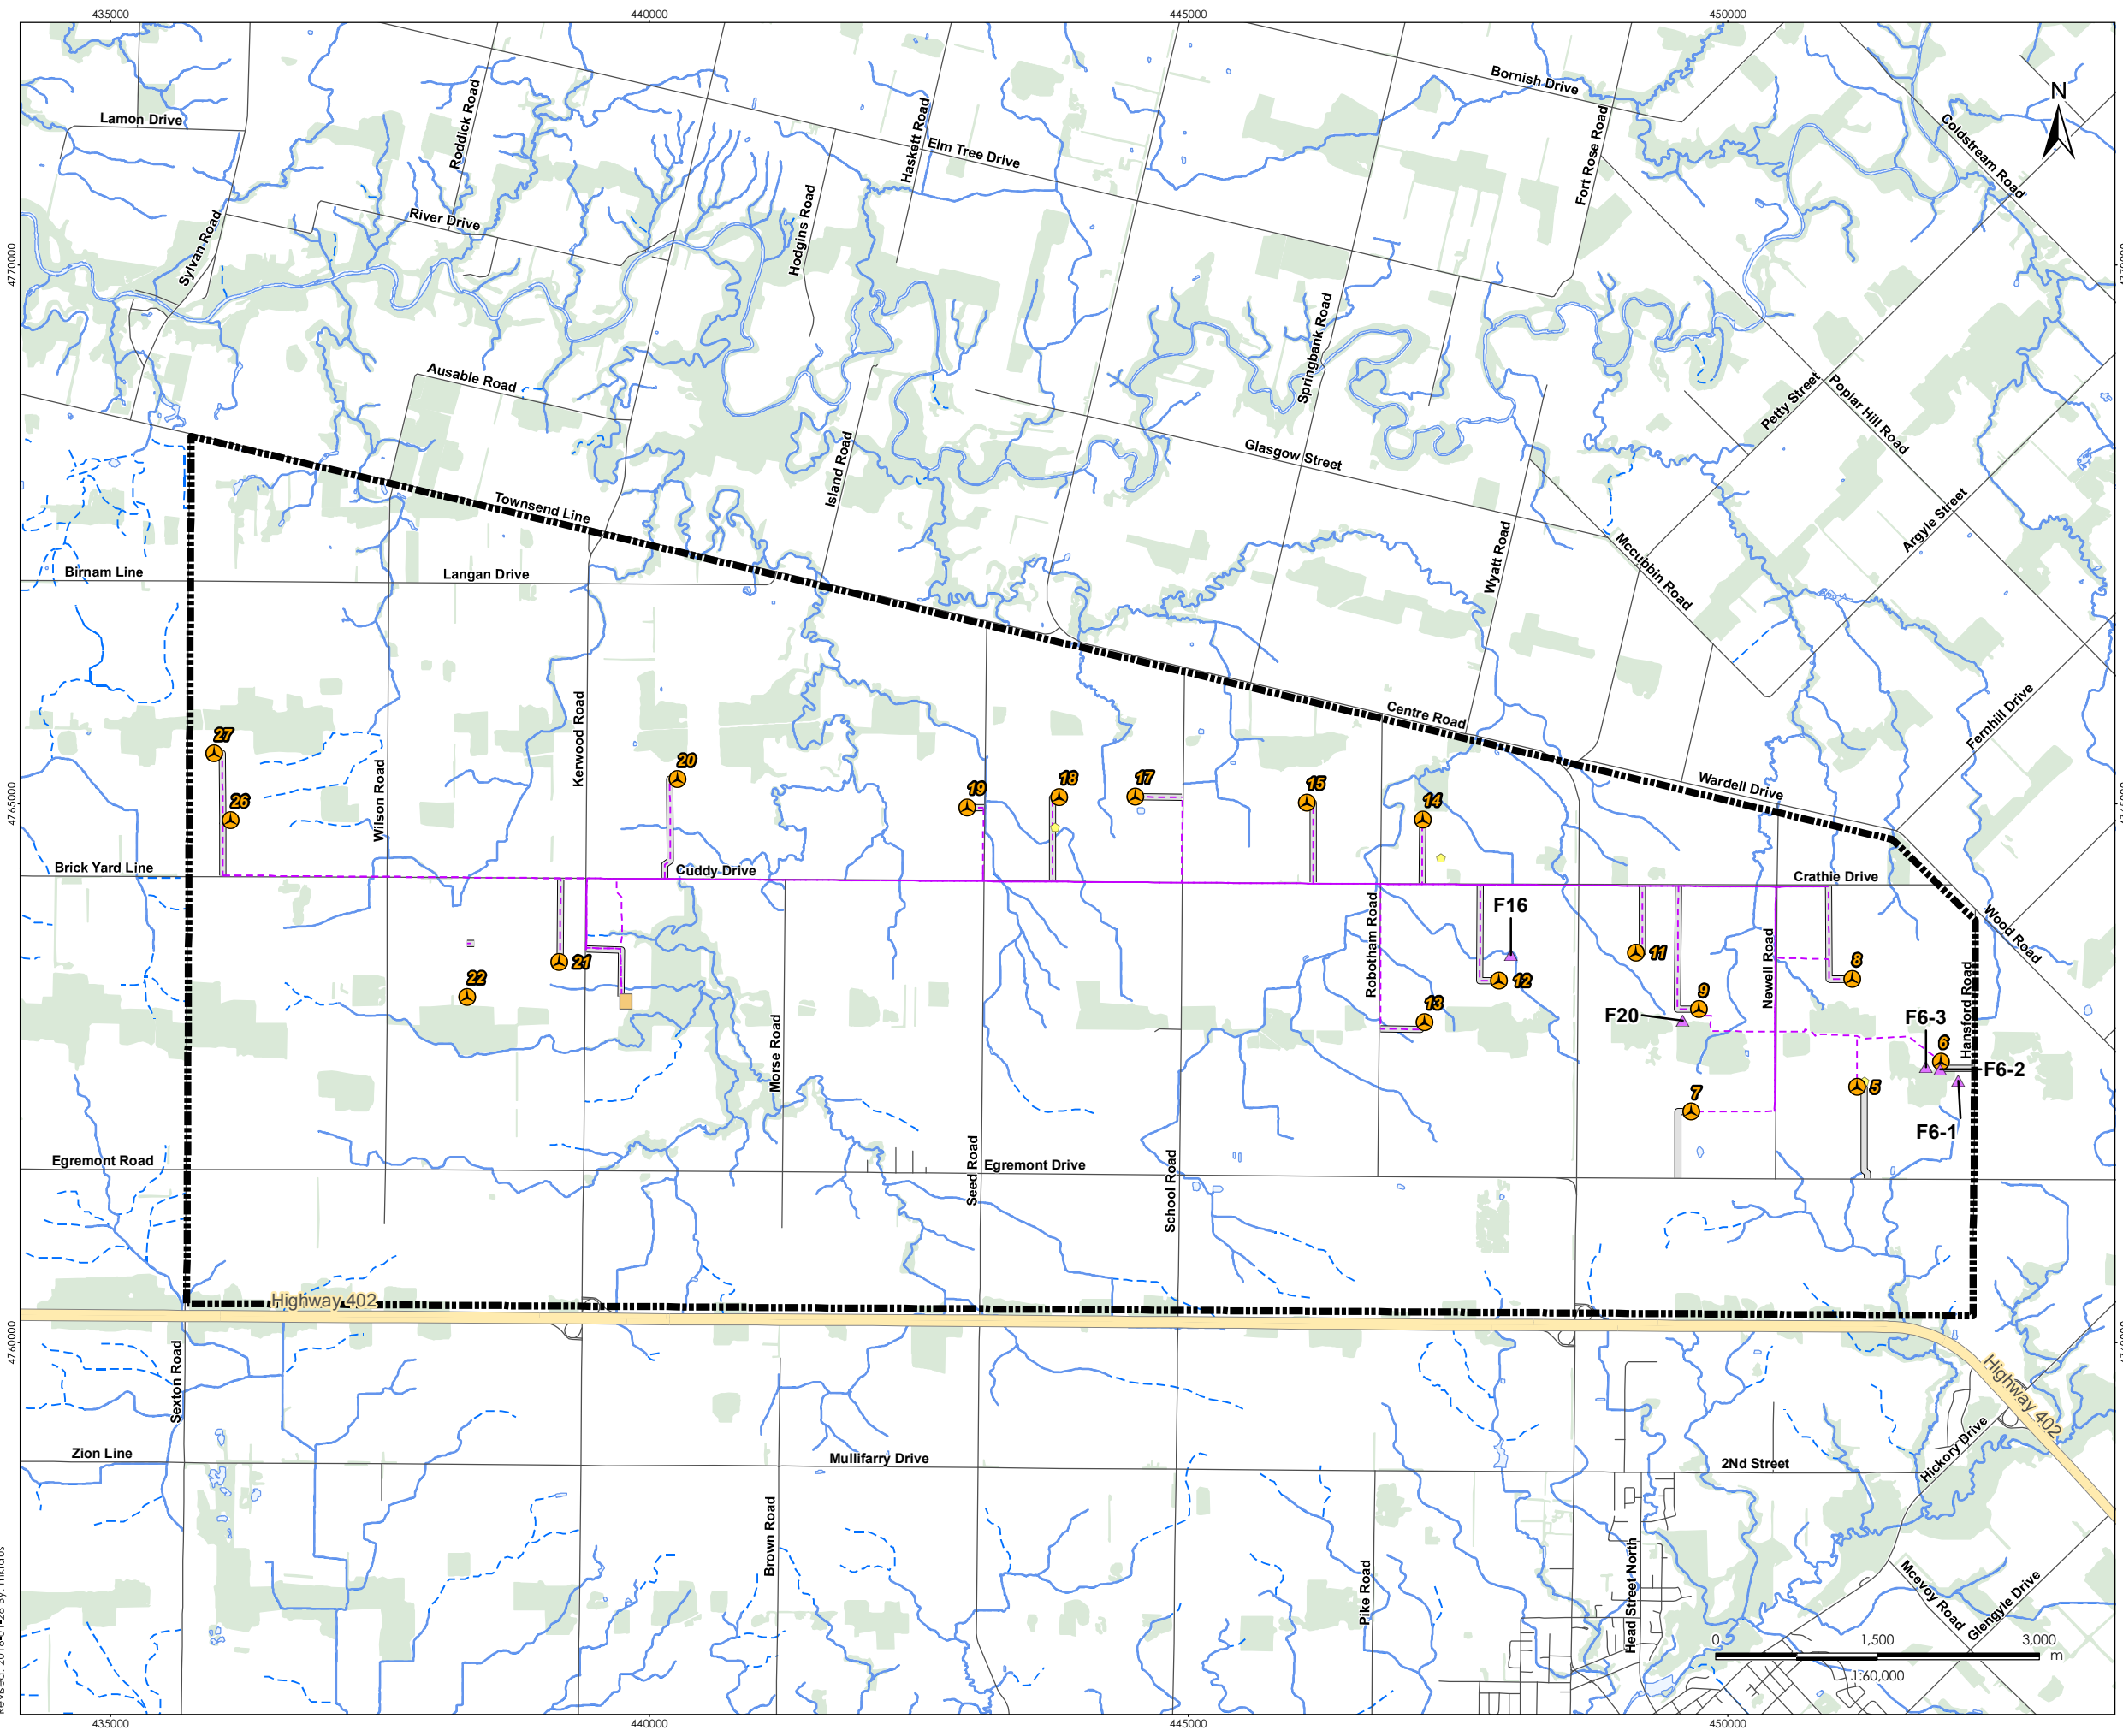 435000
440000
445000
450000
Bornish Drive
N
Lamon Drive
Roddick Road
Haskett Road
Elm Tree Drive
Fort Rose Road
Coldstream Road
Sylvan Road
River Drive
Hodgins Road
4770000
Springbank Road
Ausable Road
Petty Street
Poplar Hill Road
Island Road
Glasgow Street
Townsend Line
Wyatt Road
Mccubbin Road
Argyle Street
Birnam Line
Langan Drive
Kerwood Road
Centre Road
Fernhill Drive
27
20
19
18
17
15
14
Wardell Drive
4765000
26
Wilson Road
Brick Yard Line
Cuddy Drive
Crathie Drive
Robotham Road
F16
Newell Road
Wood Road
21
22
11
12
8
13
9
F20
Hansford Road
F6-3
6
F6-2
5
7
F6-1
Morse Road
Egremont Road
Seed Road
Egremont Drive
School Road
Highway 402
4760000
Sexton Road
Highway 402
Zion Line
Mullifarry Drive
2Nd Street
Hickory Drive
Brown Road
Pike Road
Head Street North
Mcevoy Road
Glengyle Drive
0
1,500
3,000
m
1:60,000
435000
440000
445000
450000